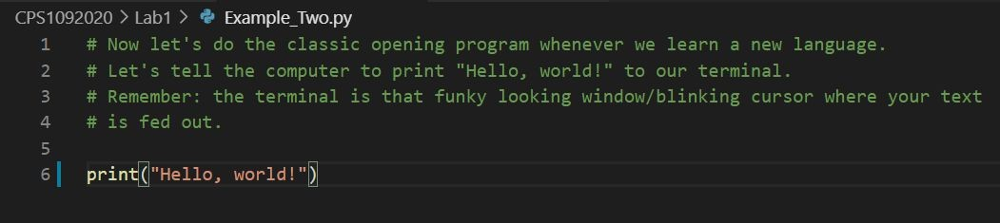 CPS1092020 > Lab1 > Example_Two.py
1 # Now let's do the classic opening program whenever we learn a new language.
2 # Let's tell the computer to print "Hello, world!" to our terminal.
3 # Remember: the terminal is that funky looking window/blinking cursor where your text
4 # is fed out.
5
6 print("Hello, world!")